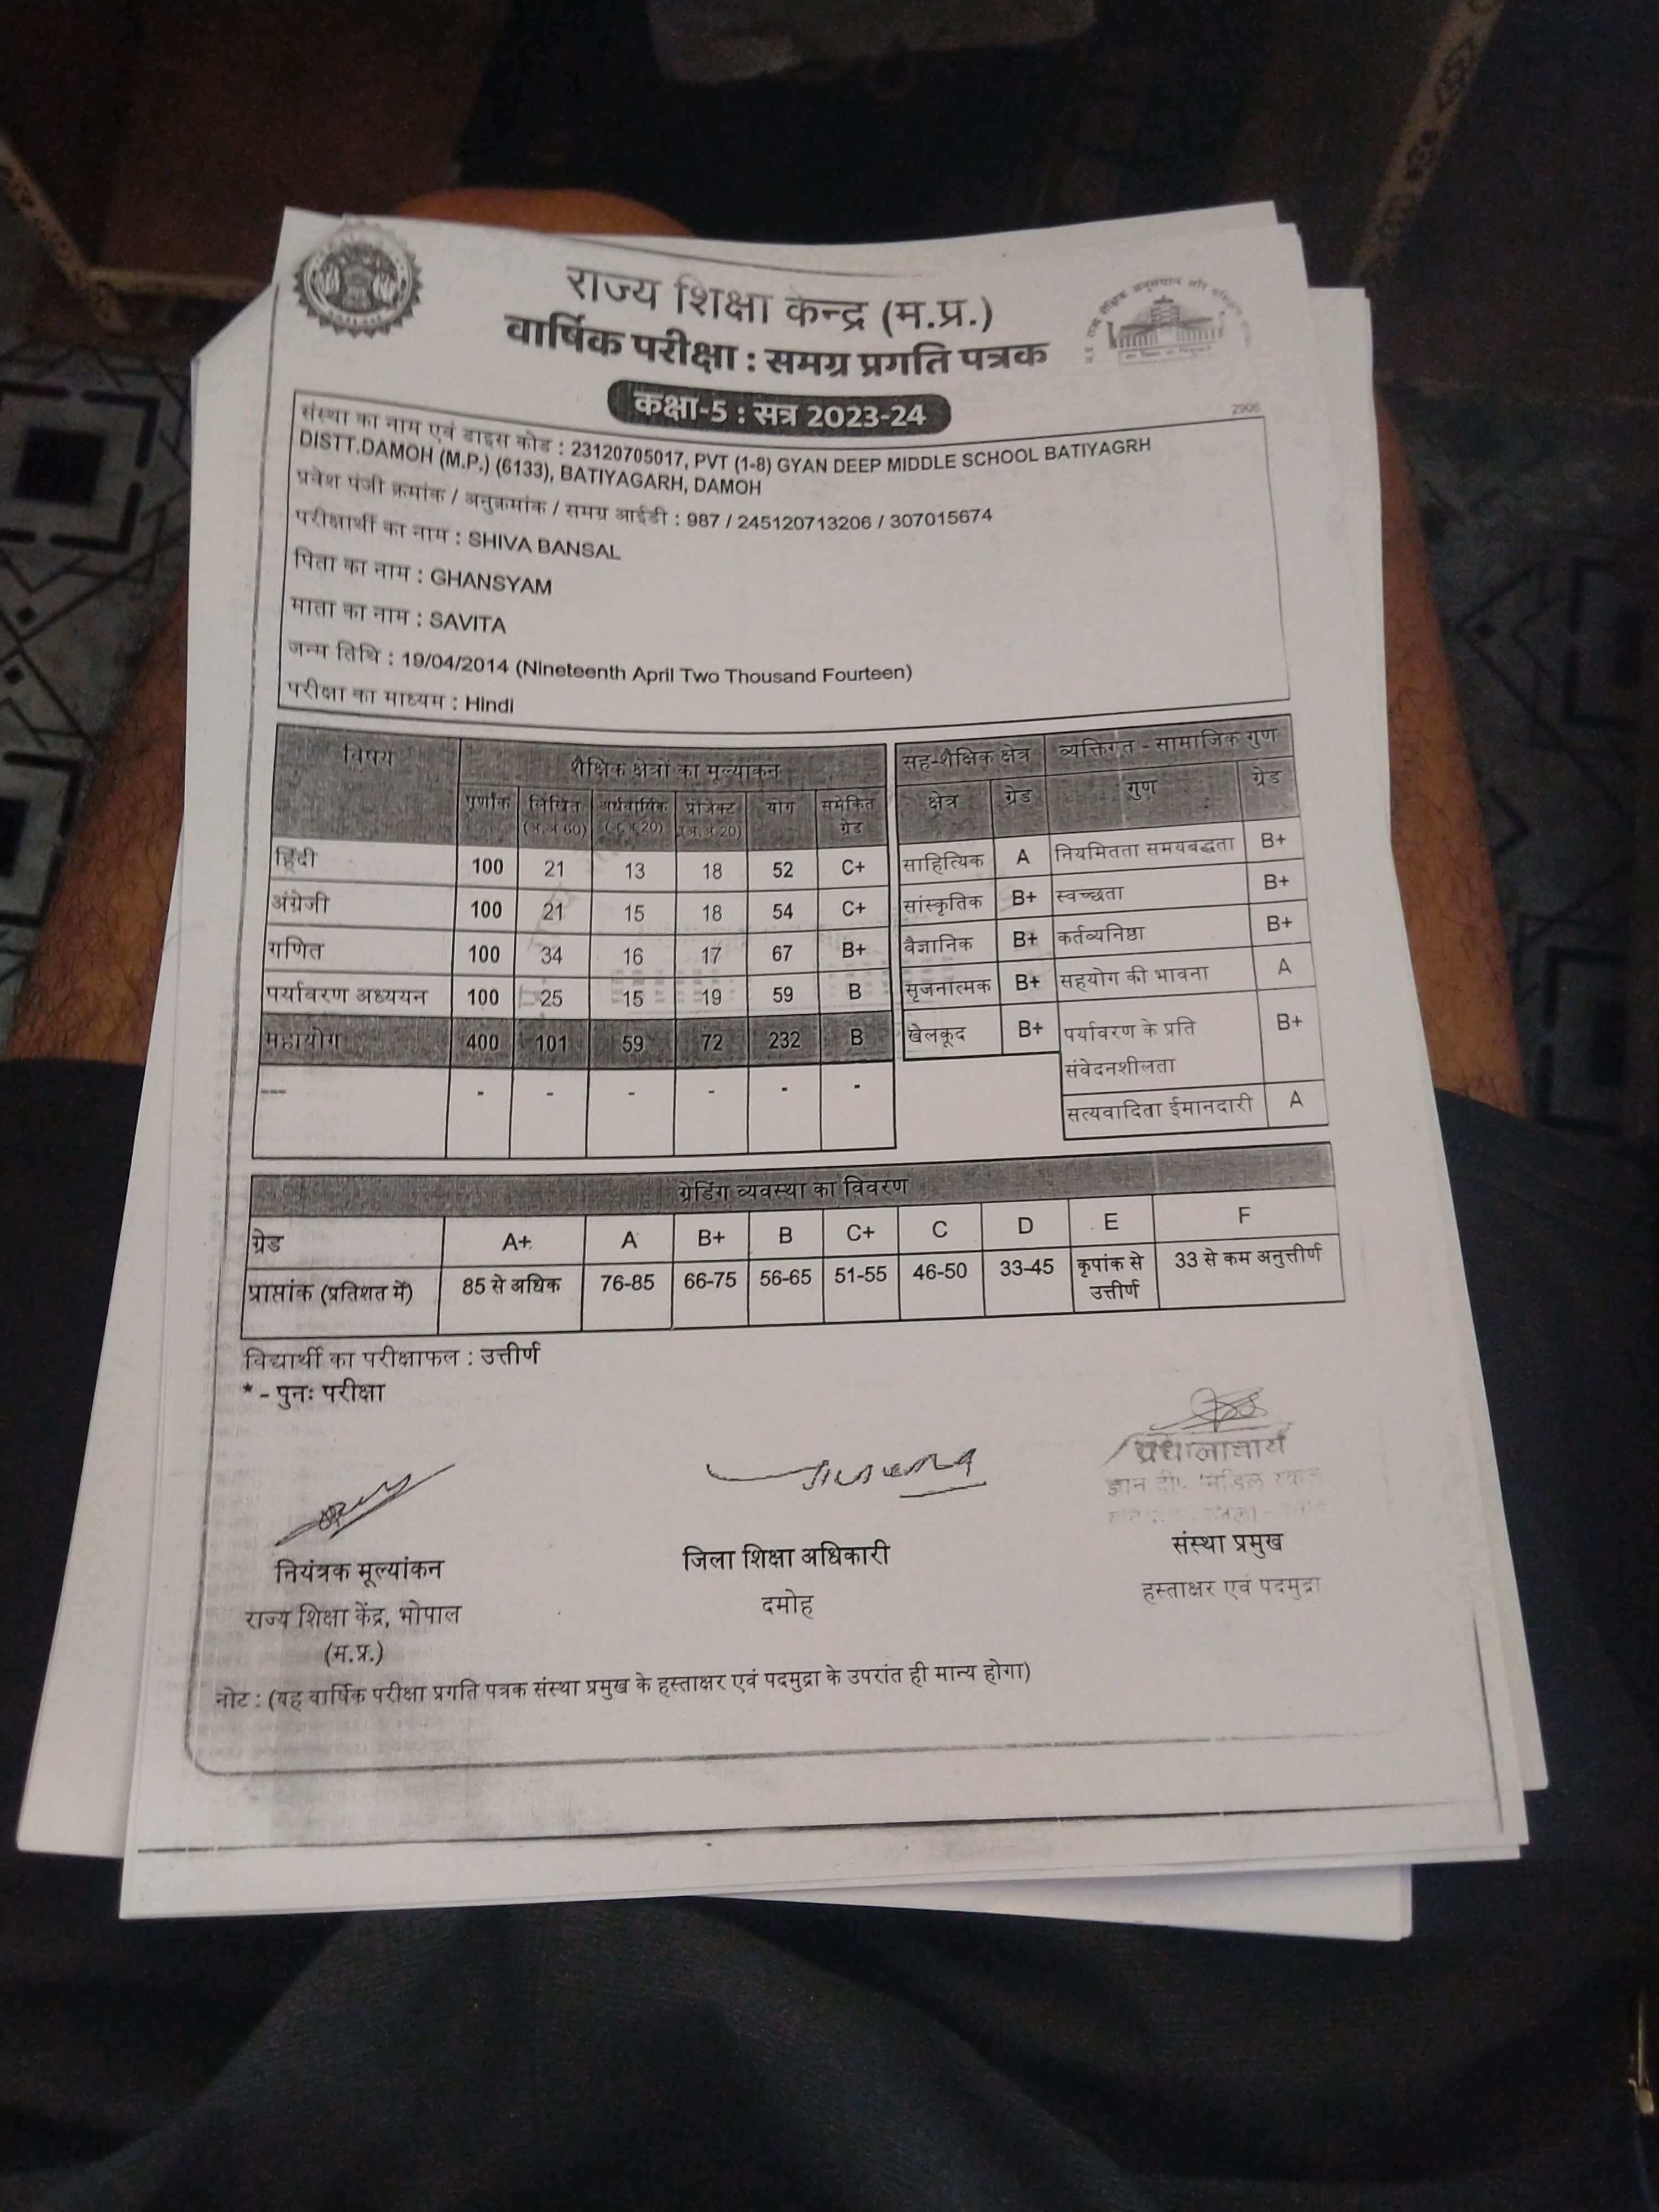 राज्य शिक्षा केन्द्र (म.प्र.)
वार्षिक परीक्षा : समग्र प्रगति पत्रक
कक्षा-5 : सत्र 2023-24
2906
संस्था का नाम एवं डाइस कोड : 23120705017, PVT (1-8) GYAN DEEP MIDDLE SCHOOL BATIYAGRH
DISTT.DAMOH (M.P.) (6133), BATIYAGARH, DAMOH
प्रवेश पंजी क्रमांक / अनुक्रमांक / समग्र आईडी : 987 / 245120713206 / 307015674
परीक्षार्थी का नाम : SHIVA BANSAL
पिता का नाम : GHANSYAM
माता का नाम : SAVITA
जन्म तिथि : 19/04/2014 (Nineteenth April Two Thousand Fourteen)
परीक्षा का माध्यम : Hindi
विषय शैक्षिक क्षेत्रों का मूल्यांकन
पूर्णांक लिखित अर्धवार्षिक प्रोजेक्ट योग समेकित ग्रेड
(अ.अ 60) (अ.अ 20) (अ.अ 20)
हिंदी 100 21 13 18 52 C+
अंग्रेजी 100 21 15 18 54 C+
गणित 100 34 16 17 67 B+
पर्यावरण अध्ययन 100 25 15 19 59 B
महायोग 400 101 59 72 232 B
--- - - - - - -
सह-शैक्षिक क्षेत्र व्यक्तिगत - सामाजिक गुण
क्षेत्र ग्रेड गुण ग्रेड
साहित्यिक A नियमितता समयबद्धता B+
सांस्कृतिक B+ स्वच्छता B+
वैज्ञानिक B+ कर्तव्यनिष्ठा B+
सृजनात्मक B+ सहयोग की भावना A
खेलकूद B+ पर्यावरण के प्रति B+
संवेदनशीलता
सत्यवादिता ईमानदारी A
ग्रेडिंग व्यवस्था का विवरण
ग्रेड A+ A B+ B C+ C D E F
प्राप्तांक (प्रतिशत में) 85 से अधिक 76-85 66-75 56-65 51-55 46-50 33-45 कृपांक से उत्तीर्ण 33 से कम अनुत्तीर्ण
विद्यार्थी का परीक्षाफल : उत्तीर्ण
* - पुनः परीक्षा
प्रधानाचार्य
नियंत्रक मूल्यांकन जिला शिक्षा अधिकारी संस्था प्रमुख
राज्य शिक्षा केंद्र, भोपाल दमोह हस्ताक्षर एवं पदमुद्रा
(म.प्र.)
नोट : (यह वार्षिक परीक्षा प्रगति पत्रक संस्था प्रमुख के हस्ताक्षर एवं पदमुद्रा के उपरांत ही मान्य होगा)